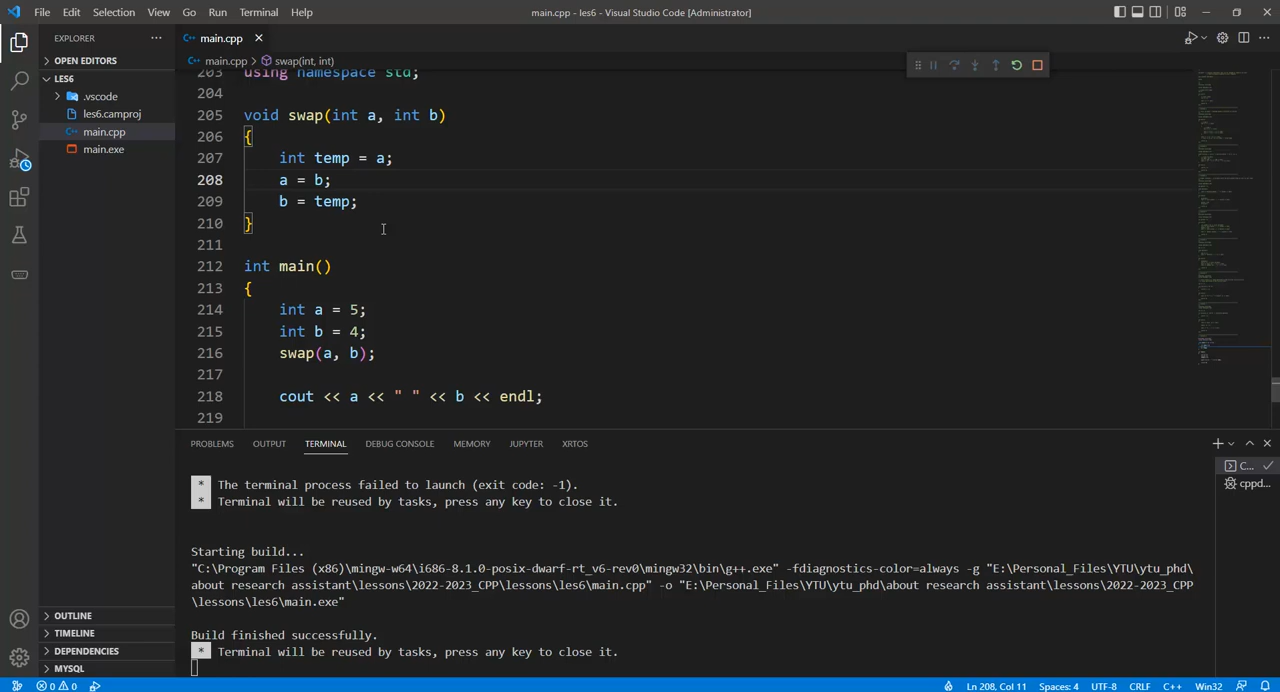 File Edit Selection View Go Run Terminal Help
main.cpp - les6 - Visual Studio Code [Administrator]
EXPLORER
OPEN EDITORS
LES6
.vscode
les6.camproj
main.cpp
main.exe
OUTLINE
TIMELINE
DEPENDENCIES
MYSQL
main.cpp
main.cpp > swap(int, int)
203 using namespace std;
204
205 void swap(int a, int b)
206 {
207 int temp = a;
208 a = b;
209 b = temp;
210 }
211
212 int main()
213 {
214 int a = 5;
215 int b = 4;
216 swap(a, b);
217
218 cout << a << " " << b << endl;
219
PROBLEMS OUTPUT TERMINAL DEBUG CONSOLE MEMORY JUPYTER XRTOS
* The terminal process failed to launch (exit code: -1).
* Terminal will be reused by tasks, press any key to close it.
Starting build...
"C:\Program Files (x86)\mingw-w64\i686-8.1.0-posix-dwarf-rt_v6-rev0\mingw32\bin\g++.exe" -fdiagnostics-color=always -g "E:\Personal_Files\YTU\ytu_phd\
about research assistant\lessons\2022-2023_CPP\lessons\les6\main.cpp" -o "E:\Personal_Files\YTU\ytu_phd\about research assistant\lessons\2022-2023_CPP
\lessons\les6\main.exe"
Build finished successfully.
* Terminal will be reused by tasks, press any key to close it.
C...
cppd...
0 0 Ln 208, Col 11 Spaces: 4 UTF-8 CRLF C++ Win32